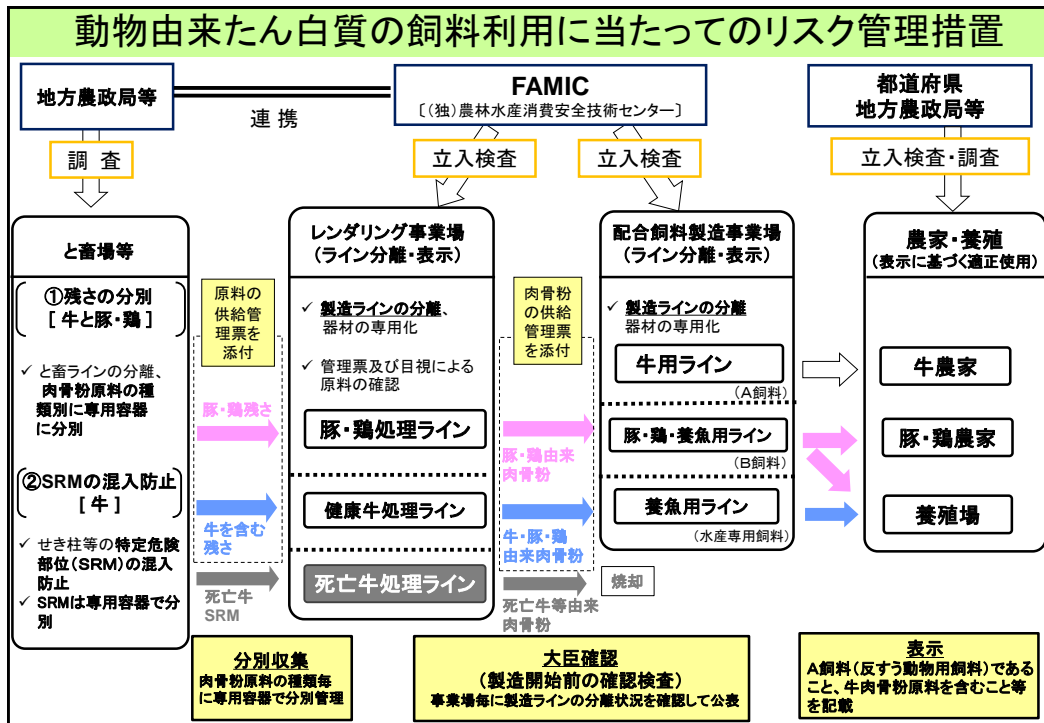 動物由来たん白質の飼料利用に当たってのリスク管理措置
地方農政局等
連 携
FAMIC
[(独)農林水産消費安全技術センター]
都道府県
地方農政局等
調 査
立入検査
立入検査
立入検査・調査
と畜場等
①残さの分別
[ 牛と豚・鶏 ]
✓ と畜ラインの分離、
肉骨粉原料の種
類別に専用容器
に分別
②SRMの混入防止
[ 牛 ]
✓ せき柱等の特定危険
部位(SRM)の混入
防止
✓ SRMは専用容器で分
別
原料の
供給管
理票を
添付
豚・鶏残さ
牛を含む
残さ
死亡牛
SRM
レンダリング事業場
(ライン分離・表示)
✓ 製造ラインの分離、
器材の専用化
✓ 管理票及び目視による
原料の確認
豚・鶏処理ライン
健康牛処理ライン
死亡牛処理ライン
肉骨粉
の供給
管理票
を添付
豚・鶏由来
肉骨粉
牛・豚・鶏
由来肉骨粉
死亡牛等由来
肉骨粉
配合飼料製造事業場
(ライン分離・表示)
✓ 製造ラインの分離
器材の専用化
牛用ライン
(A飼料)
豚・鶏・養魚用ライン
(B飼料)
養魚用ライン
(水産専用飼料)
焼却
農家・養殖
(表示に基づく適正使用)
牛農家
豚・鶏農家
養殖場
分別収集
肉骨粉原料の種類毎
に専用容器で分別管理
大臣確認
(製造開始前の確認検査)
事業場毎に製造ラインの分離状況を確認して公表
表示
A飼料(反すう動物用飼料)であ
ること、牛肉骨粉原料を含むこと等
を記載